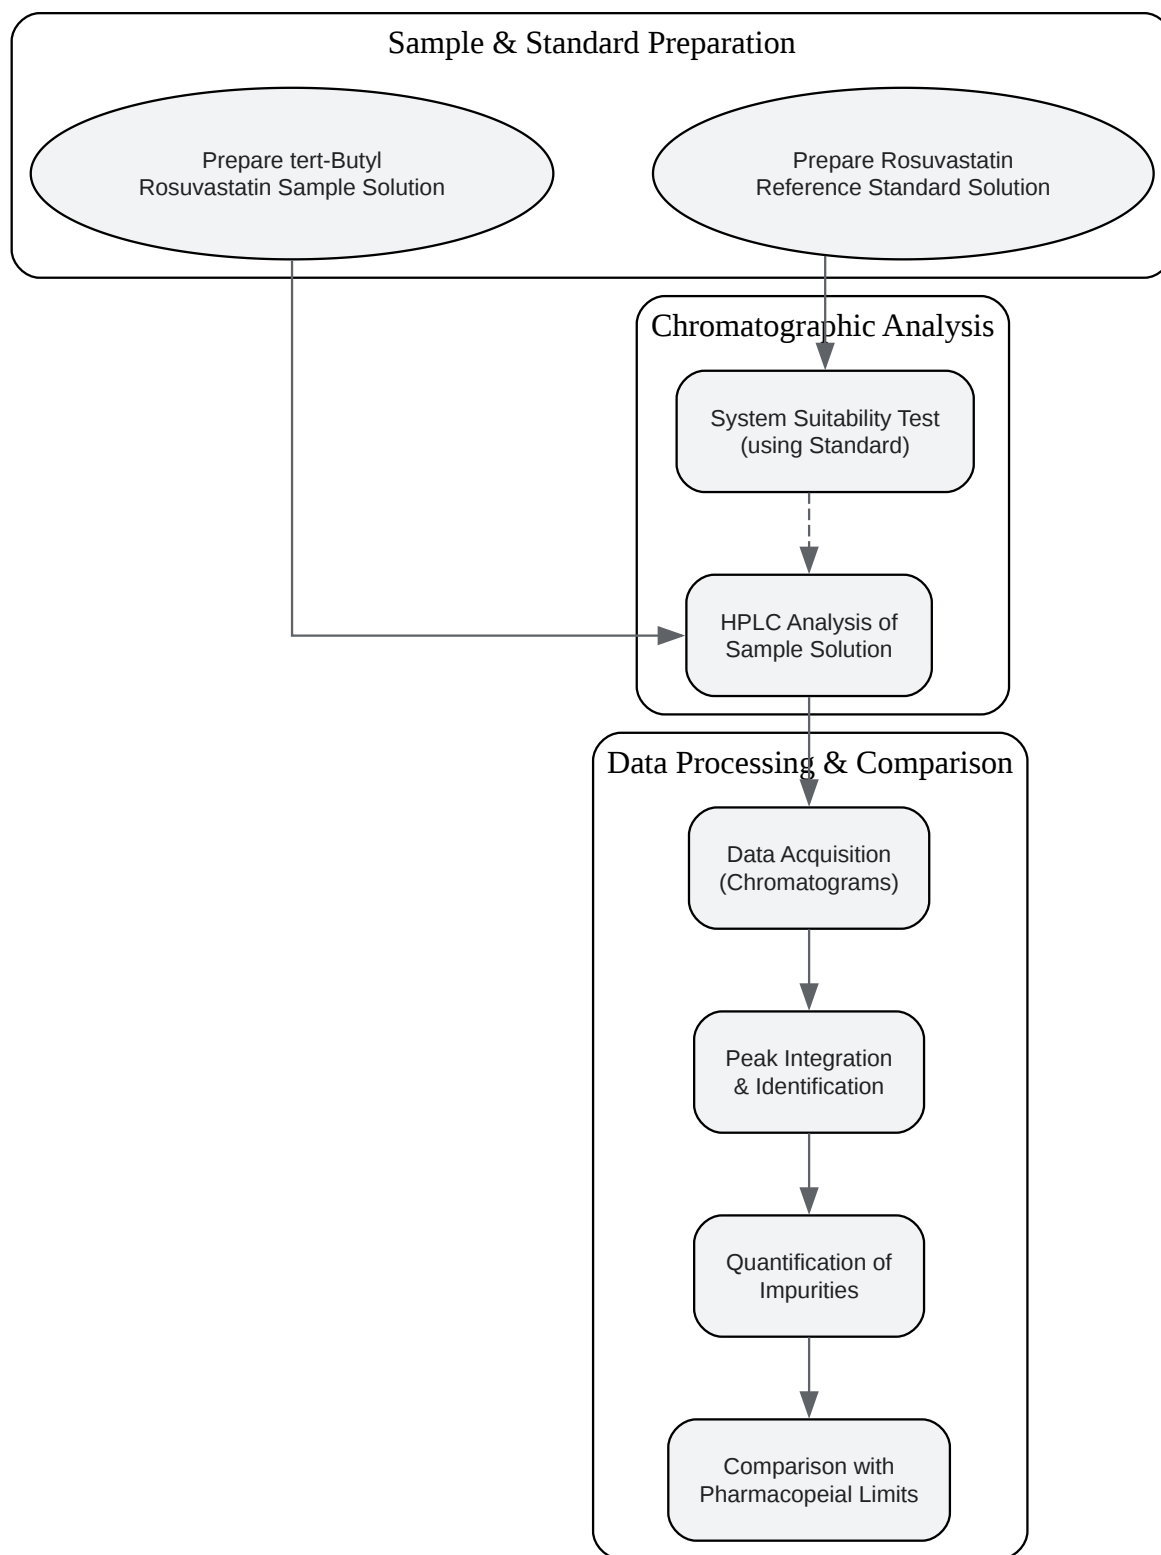 Sample & Standard Preparation
Prepare tert-Butyl
Rosuvastatin Sample Solution
Prepare Rosuvastatin
Reference Standard Solution
Chromatographic Analysis
System Suitability Test
(using Standard)
HPLC Analysis of
Sample Solution
Data Processing & Comparison
Data Acquisition
(Chromatograms)
Peak Integration
& Identification
Quantification of
Impurities
Comparison with
Pharmacopeial Limits